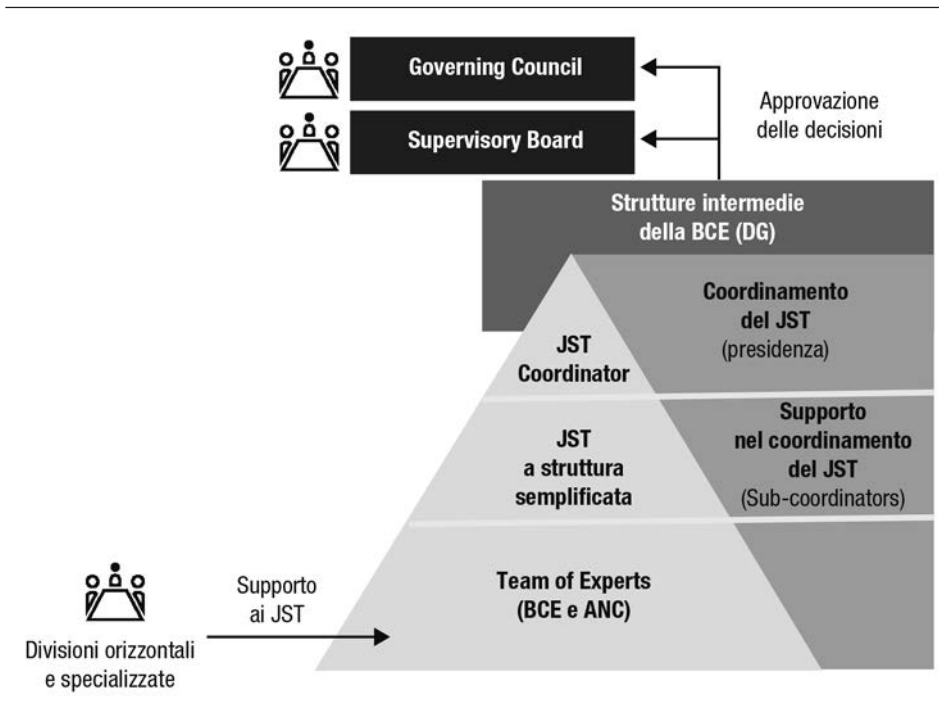 Governing Council
Supervisory Board
Approvazione
delle decisioni
Strutture intermedie
della BCE (DG)
Coordinamento
del JST
(presidenza)
JST
Coordinator
Supporto
nel coordinamento
del JST
(Sub-coordinators)
JST
a struttura
semplificata
Team of Experts
(BCE e ANC)
Supporto
ai JST
Divisioni orizzontali
e specializzate